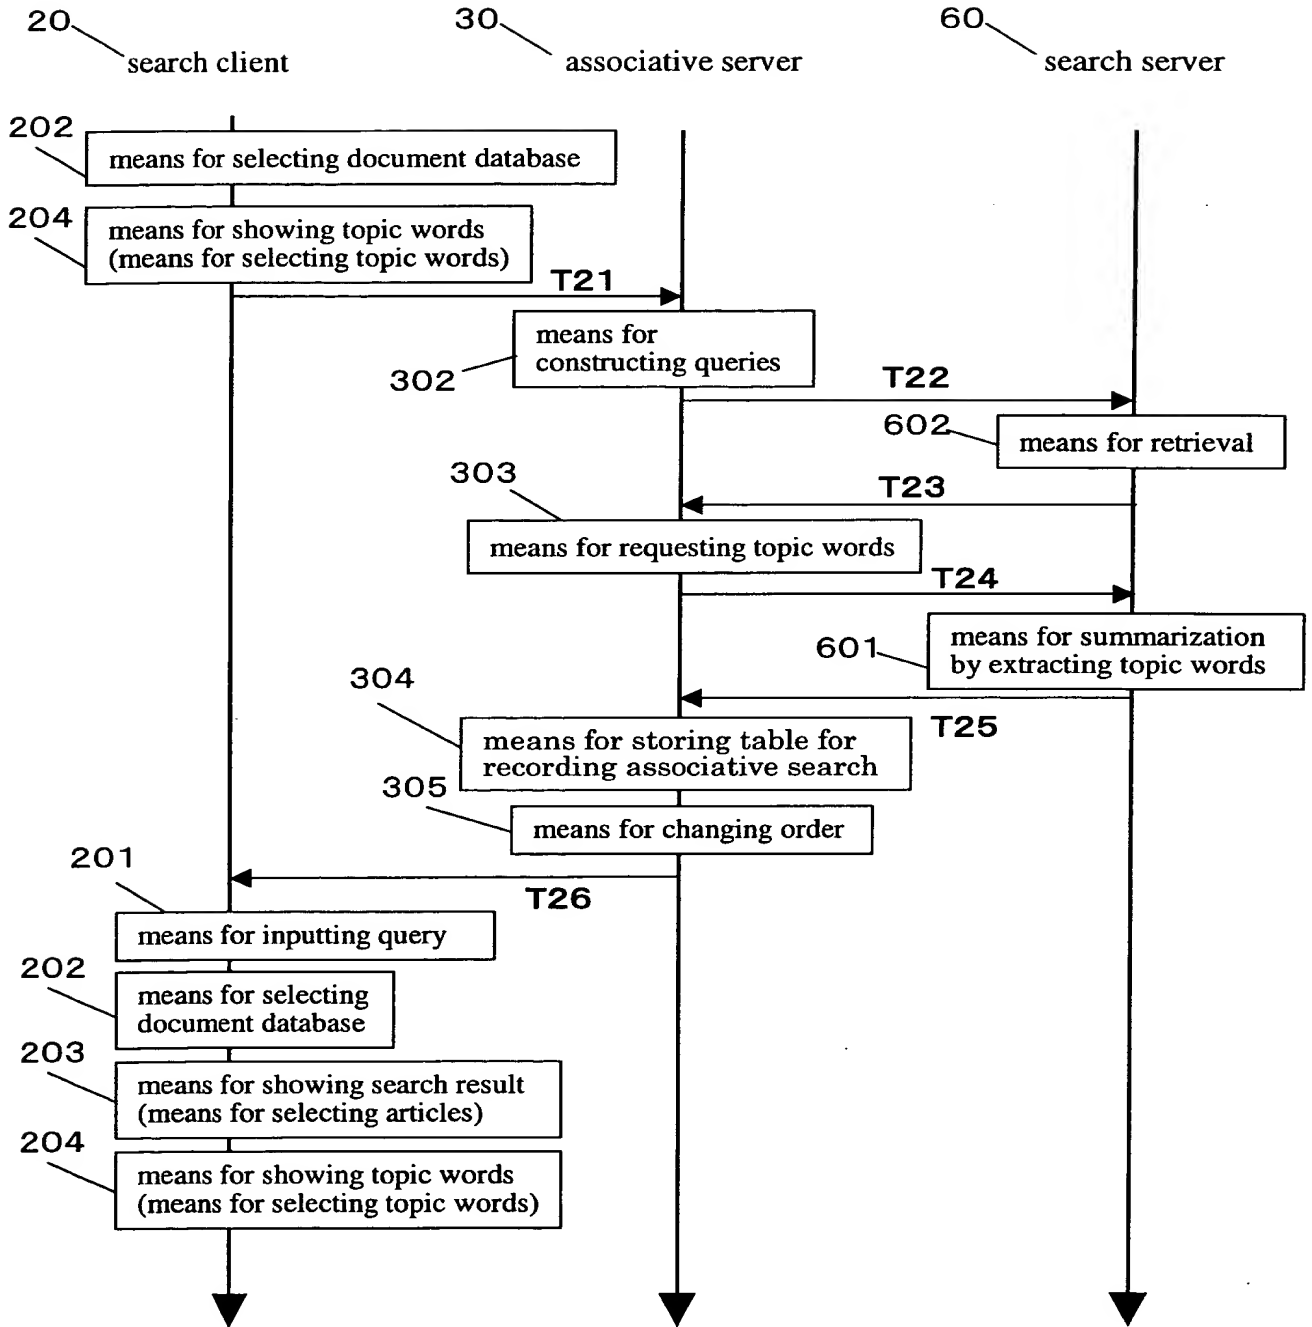 20
30
60
search client
associative server
search server
202
means for selecting document database
204
means for showing topic words
(means for selecting topic words)
T21
means for
constructing queries
302
T22
602
means for retrieval
303
T23
means for requesting topic words
T24
601
means for summarization
by extracting topic words
304
T25
means for storing table for
recording associative search
305
means for changing order
201
T26
means for inputting query
202
means for selecting
document database
203
means for showing search result
(means for selecting articles)
204
means for showing topic words
(means for selecting topic words)